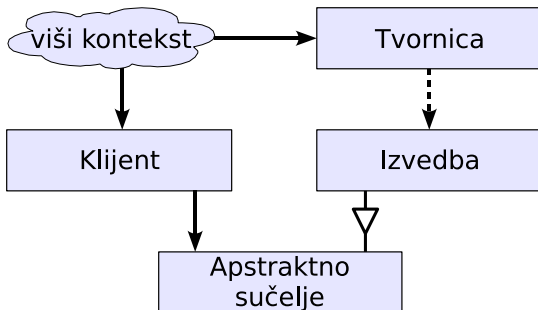 viši kontekst
Tvornica
Klijent
Izvedba
Apstraktno
sučelje